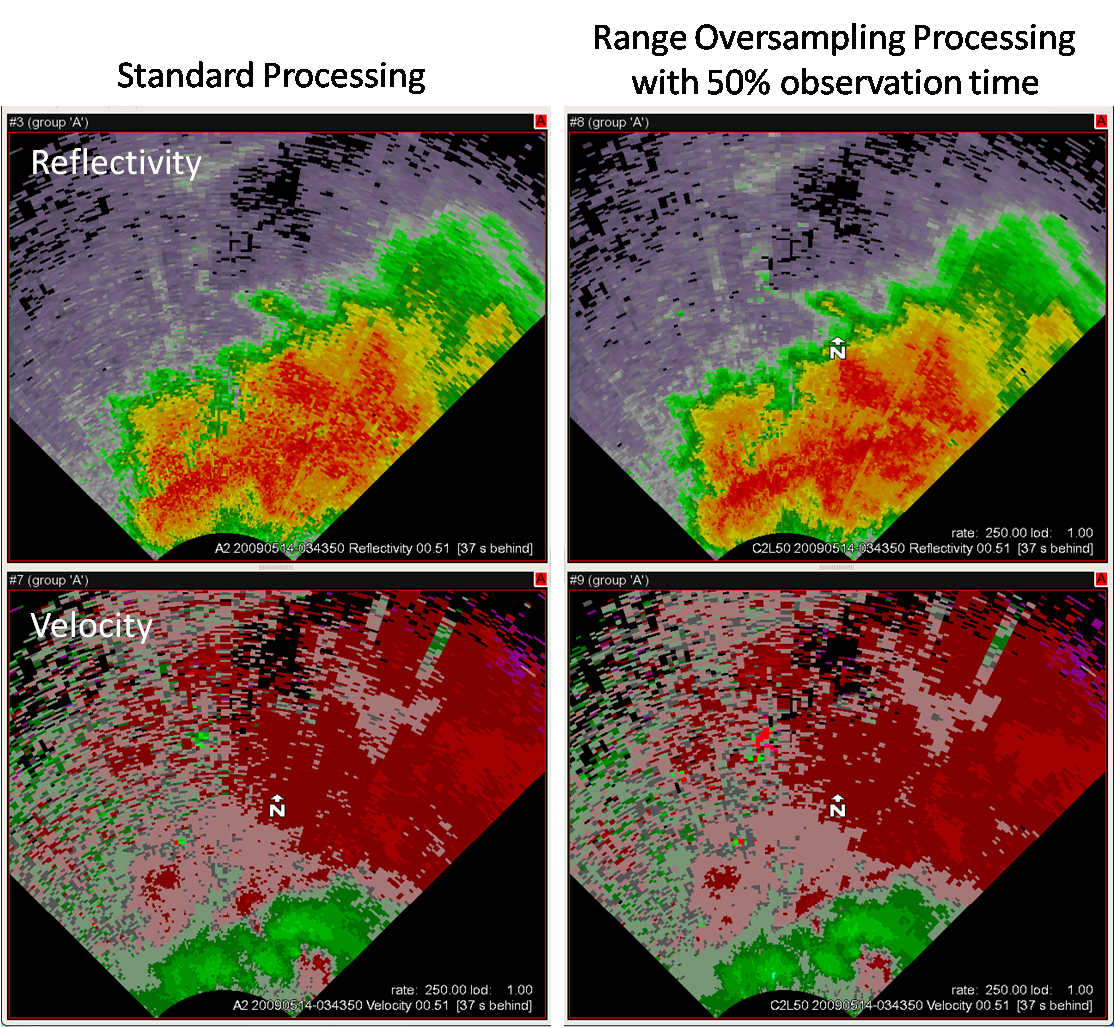 Standard Processing
Range Oversampling Processing
with 50% observation time
#3 (group 'A')
A
Reflectivity
A2 20090514-034350 Reflectivity 00.51 [37 s behind]
#8 (group 'A')
A
N
rate: 250.00 lod: 1.00
C2L50 20090514-034350 Reflectivity 00.51 [37 s behind]
#7 (group 'A')
A
Velocity
N
rate: 250.00 lod: 1.00
A2 20090514-034350 Velocity 00.51 [37 s behind]
#9 (group 'A')
A
N
rate: 250.00 lod: 1.00
C2L50 20090514-034350 Velocity 00.51 [37 s behind]